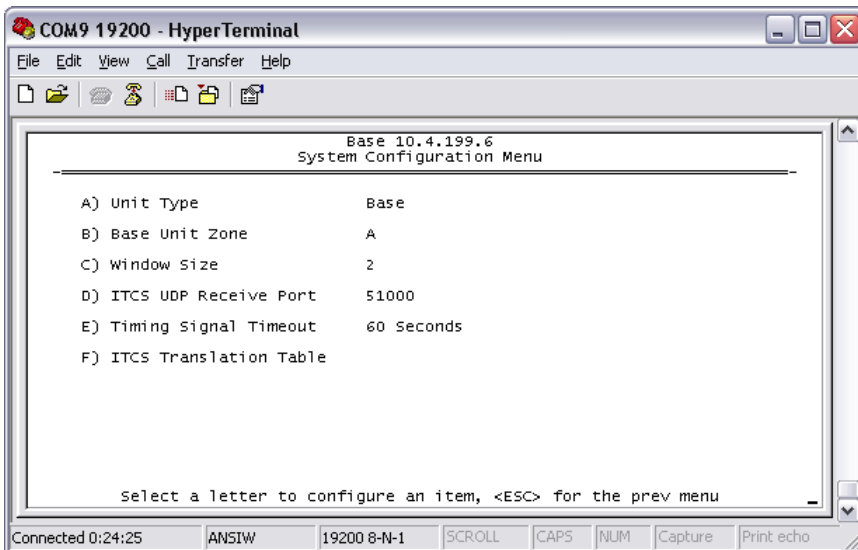 COM9 19200 - HyperTerminal
File Edit View Call Transfer Help
Base 10.4.199.6
System Configuration Menu
A) Unit Type Base
B) Base Unit Zone A
C) Window Size 2
D) ITCS UDP Receive Port 51000
E) Timing Signal Timeout 60 Seconds
F) ITCS Translation Table
Select a letter to configure an item, <ESC> for the prev menu
Connected 0:24:25 ANSIW 19200 8-N-1 SCROLL CAPS NUM Capture Print echo